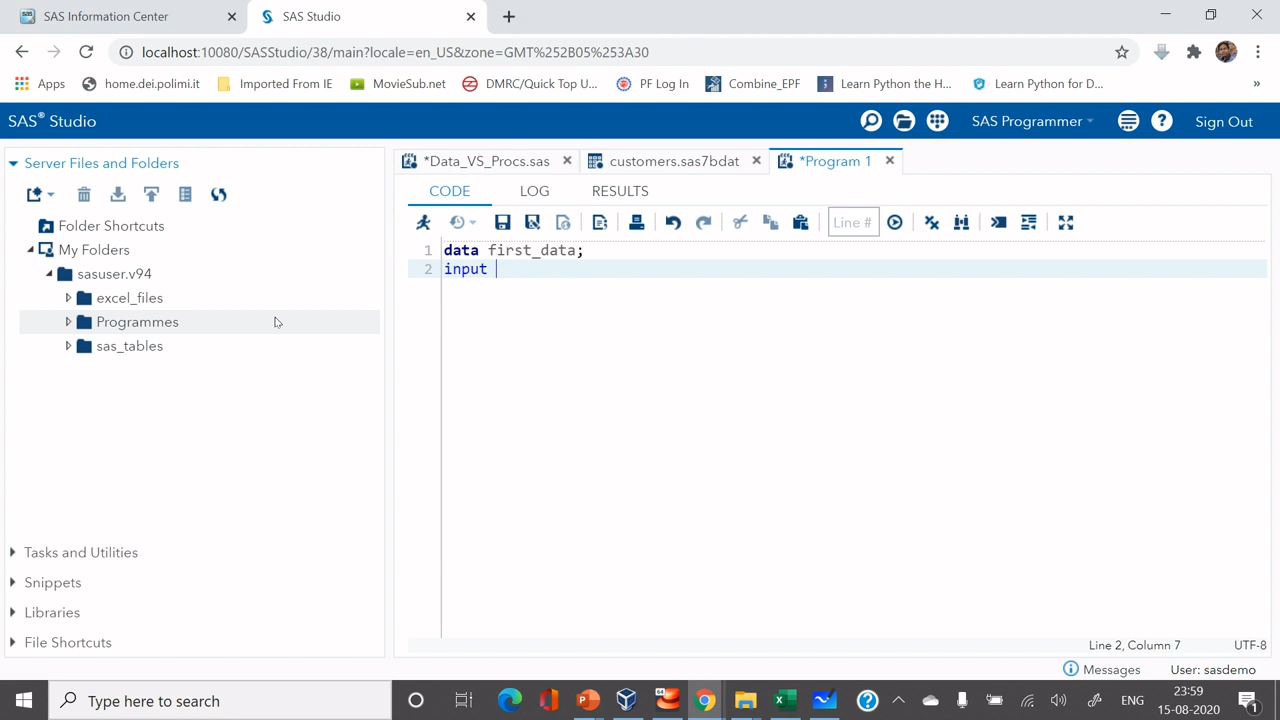 SAS Information Center
SAS Studio
localhost:10080/SASStudio/38/main?locale=en_US&zone=GMT%252B05%253A30
Apps
home.dei.polimi.it
Imported From IE
MovieSub.net
DMRC/Quick Top U...
PF Log In
Combine_EPF
Learn Python the H...
Learn Python for D...
»
SAS® Studio
SAS Programmer
Sign Out
Server Files and Folders
Folder Shortcuts
My Folders
sasuser.v94
excel_files
Programmes
sas_tables
Tasks and Utilities
Snippets
Libraries
File Shortcuts
*Data_VS_Procs.sas
customers.sas7bdat
*Program 1
CODE
LOG
RESULTS
Line #
1 data first_data;
2 input
Line 2, Column 7
UTF-8
Messages
User: sasdemo
Type here to search
ENG
23:59
15-08-2020
1